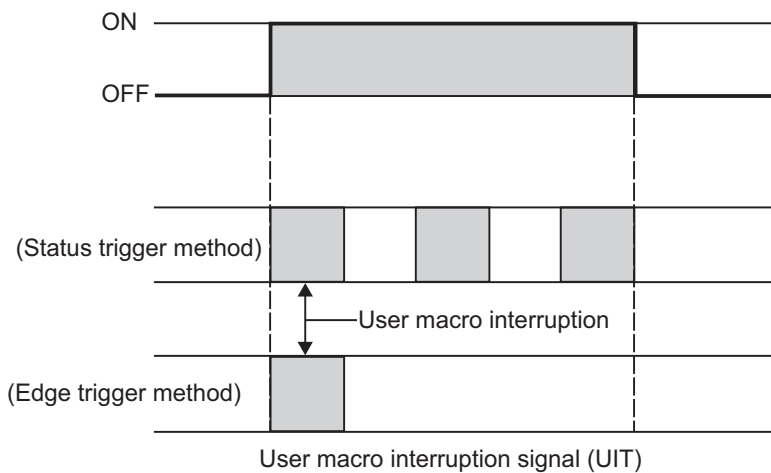 ON
OFF
(Status trigger method)
User macro interruption
(Edge trigger method)
User macro interruption signal (UIT)